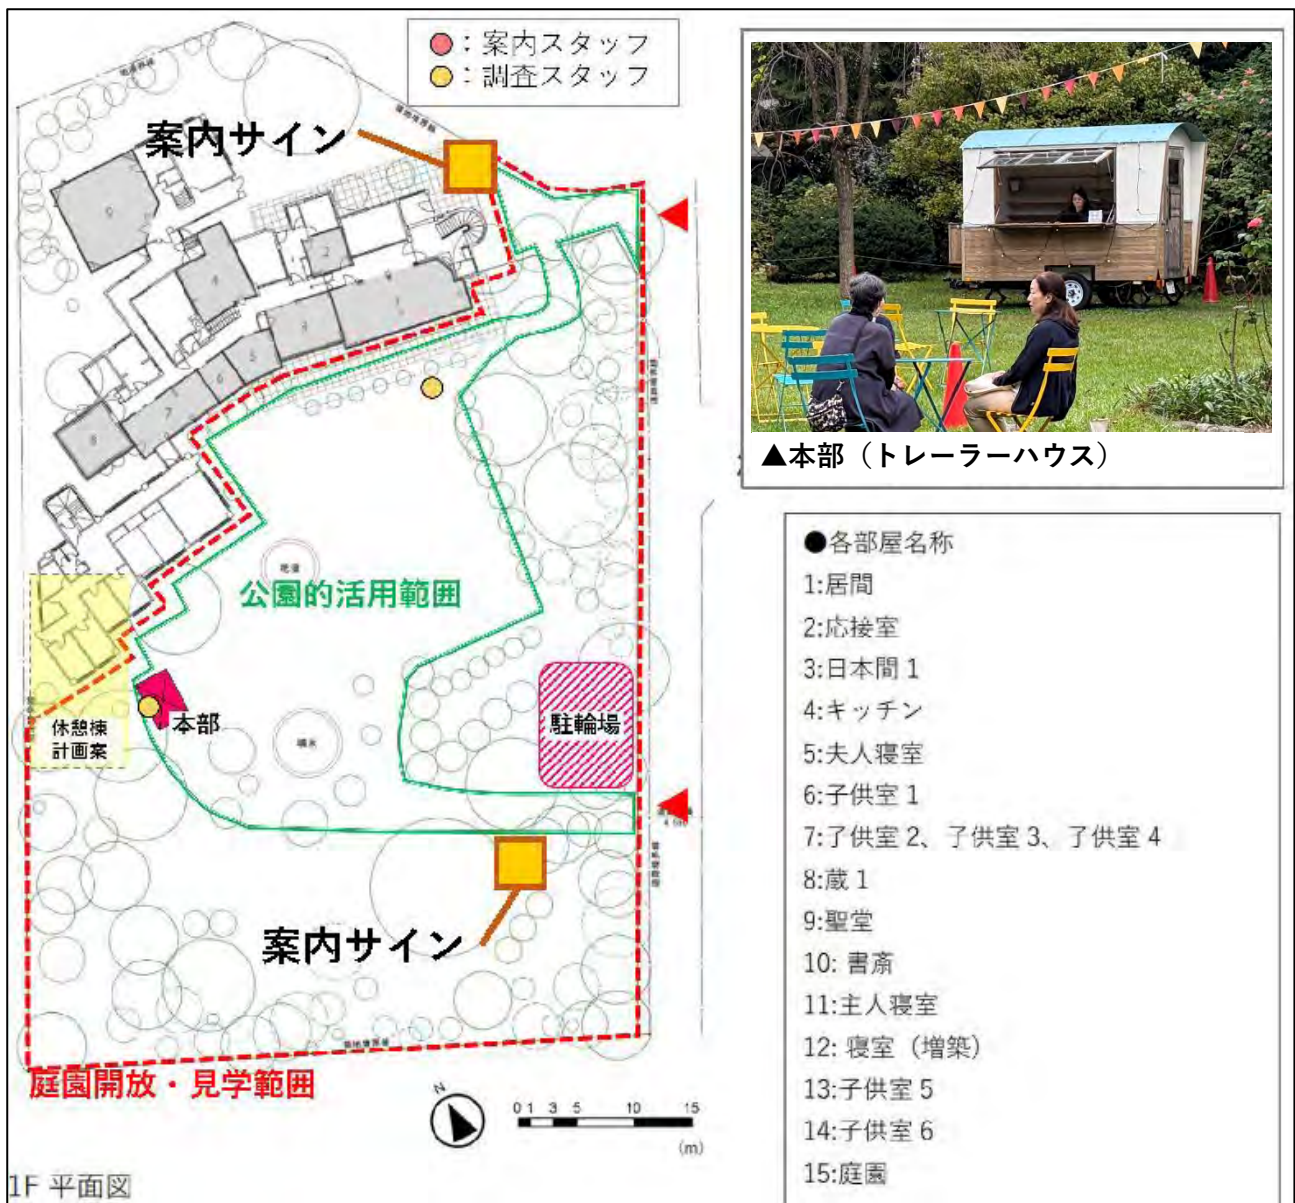 ：案内スタッフ
：調査スタッフ
案内サイン
▲本部（トレーラーハウス）
公園的活用範囲
本部
休憩棟
計画案
駐輪場
案内サイン
庭園開放・見学範囲
N
0 1 3 5 10 15
(m)
1F 平面図
●各部屋名称
1:居間
2:応接室
3:日本間 1
4:キッチン
5:夫人寝室
6:子供室 1
7:子供室 2、子供室 3、子供室 4
8:蔵 1
9:聖堂
10: 書斎
11:主人寝室
12: 寝室（増築）
13:子供室 5
14:子供室 6
15:庭園